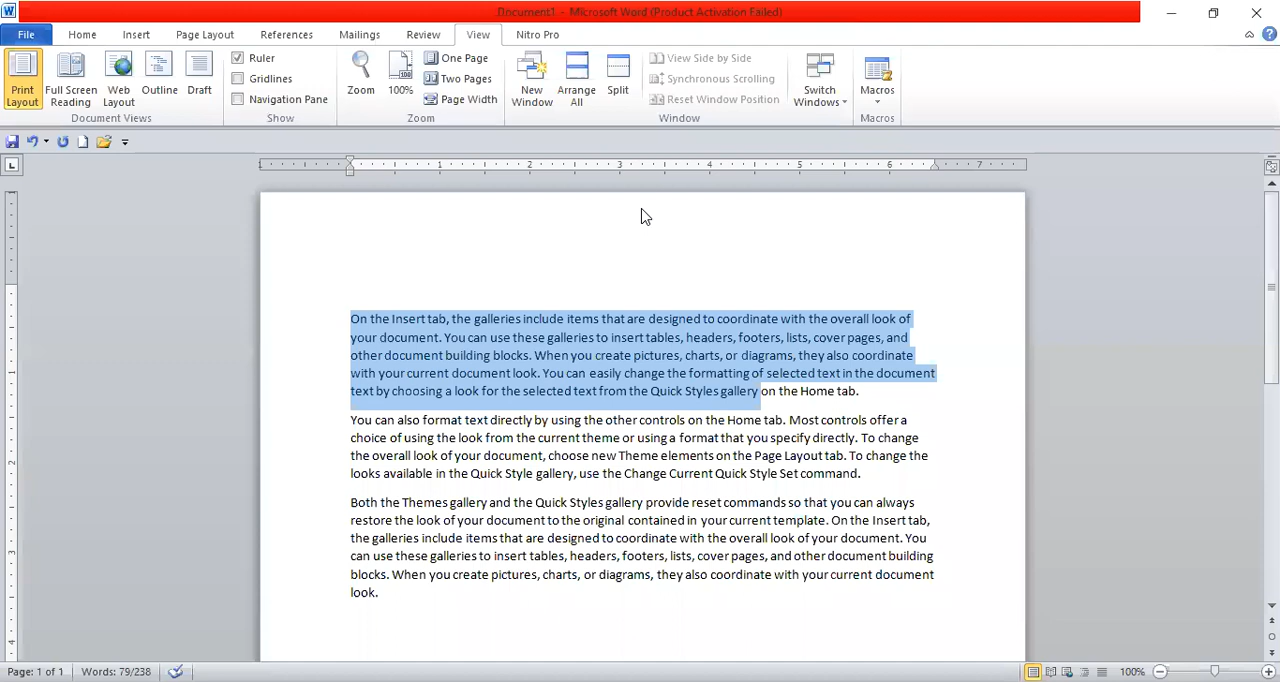 Document1 - Microsoft Word (Product Activation Failed)
File Home Insert Page Layout References Mailings Review View Nitro Pro
Print Layout
Full Screen Reading
Web Layout
Outline
Draft
Document Views
Ruler
Gridlines
Navigation Pane
Show
Zoom
100%
One Page
Two Pages
Page Width
Zoom
New Window
Arrange All
Split
View Side by Side
Synchronous Scrolling
Reset Window Position
Window
Switch Windows
Macros
Macros
1 1 2 3 4 5 6 7
On the Insert tab, the galleries include items that are designed to coordinate with the overall look of
your document. You can use these galleries to insert tables, headers, footers, lists, cover pages, and
other document building blocks. When you create pictures, charts, or diagrams, they also coordinate
with your current document look. You can easily change the formatting of selected text in the document
text by choosing a look for the selected text from the Quick Styles gallery on the Home tab.
You can also format text directly by using the other controls on the Home tab. Most controls offer a
choice of using the look from the current theme or using a format that you specify directly. To change
the overall look of your document, choose new Theme elements on the Page Layout tab. To change the
looks available in the Quick Style gallery, use the Change Current Quick Style Set command.
Both the Themes gallery and the Quick Styles gallery provide reset commands so that you can always
restore the look of your document to the original contained in your current template. On the Insert tab,
the galleries include items that are designed to coordinate with the overall look of your document. You
can use these galleries to insert tables, headers, footers, lists, cover pages, and other document building
blocks. When you create pictures, charts, or diagrams, they also coordinate with your current document
look.
Page: 1 of 1 Words: 79/238 100%